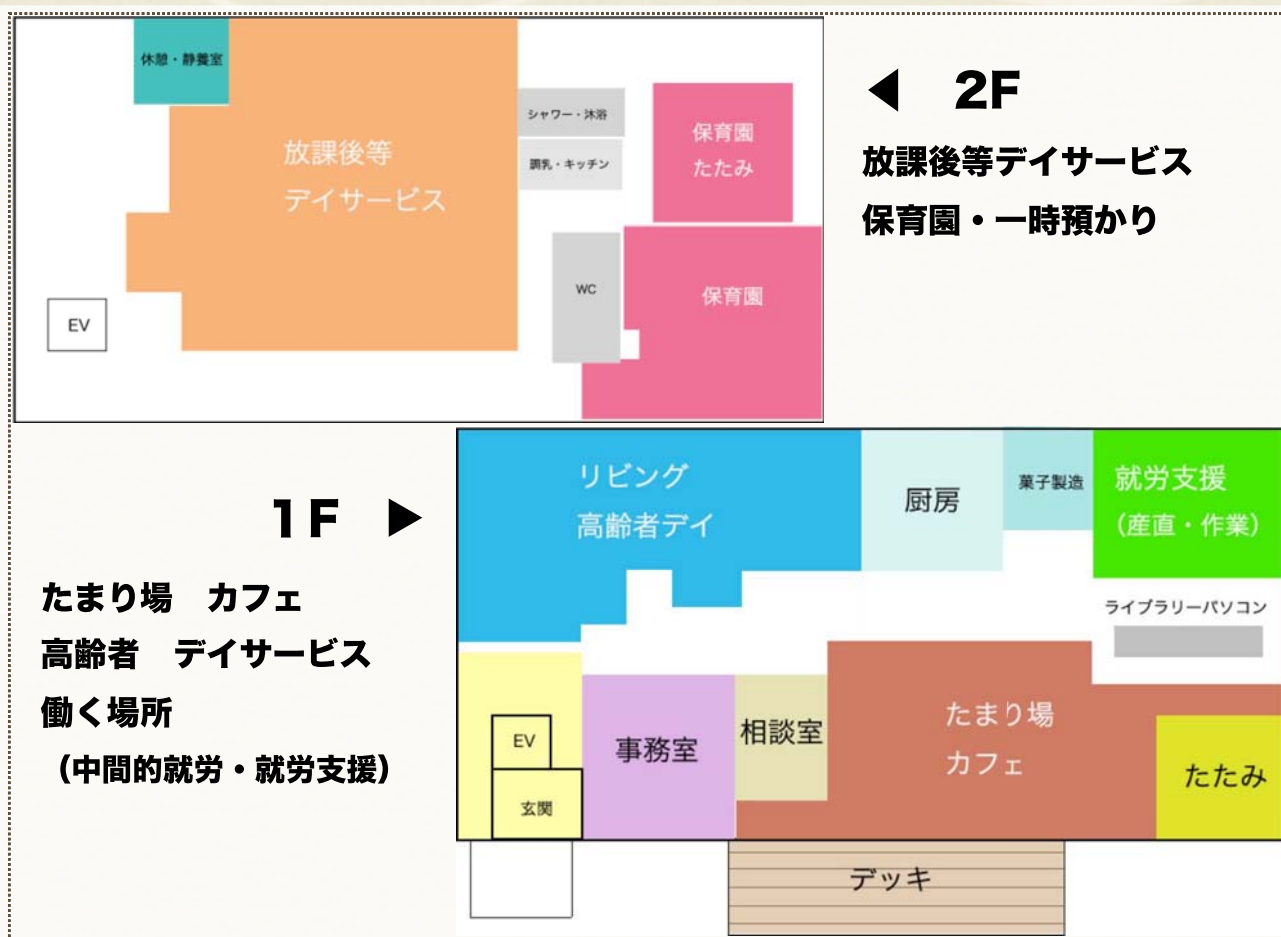 休憩・静養室
放課後等
デイサービス
シャワー・沐浴
調乳・キッチン
保育園
たたみ
WC
保育園
EV
◀ 2F
放課後等デイサービス
保育園・一時預かり
1F ▶
たまり場 カフェ
高齢者 デイサービス
働く場所
（中間的就労・就労支援）
リビング
高齢者デイ
厨房
菓子製造
就労支援
（産直・作業）
ライブラリーパソコン
EV
玄関
事務室
相談室
たまり場
カフェ
たたみ
デッキ